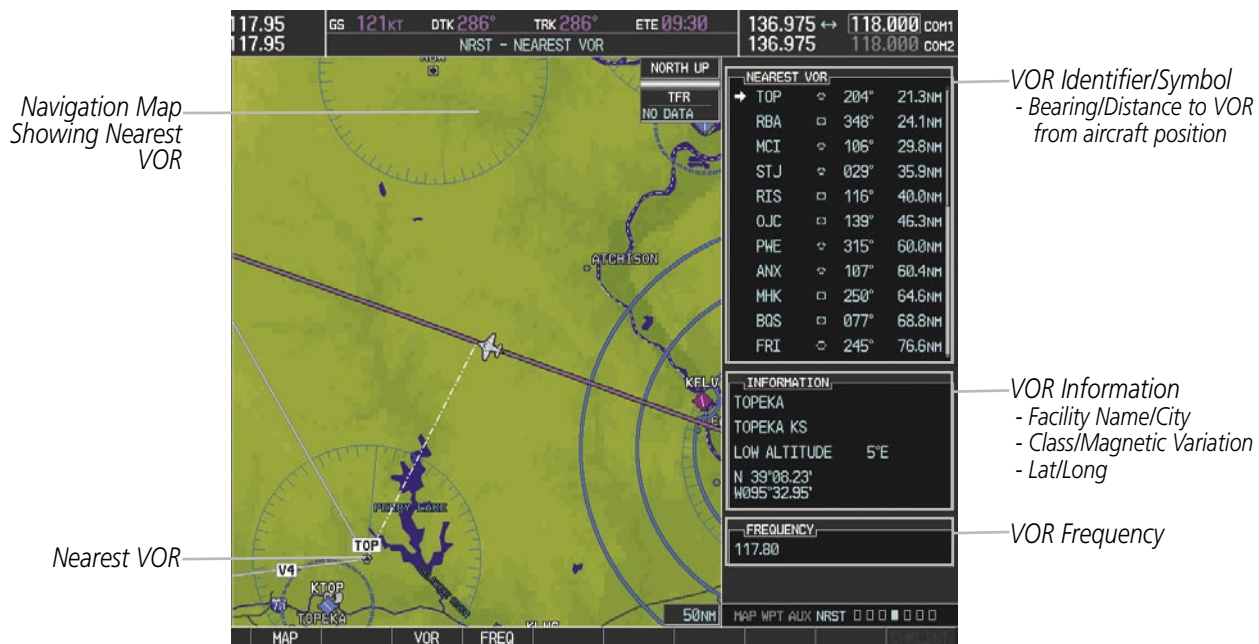 117.95 GS 121KT DTK 286° TRK 286° ETE 09:30 136.975 ↔ 118.000 COM1
117.95 NRST - NEAREST VOR 136.975 118.000 COM2
Navigation Map
Showing Nearest
VOR
NORTH UP
TFR
NO DATA
ATCHISON
PERRY LAKE
TOP
V4
KTOP
TOPEKA
50NM
Nearest VOR
NEAREST VOR
TOP 204° 21.3NM
RBA 348° 24.1NM
MCI 106° 29.8NM
STJ 029° 35.9NM
RIS 116° 40.0NM
OJC 139° 46.3NM
PWE 315° 60.0NM
ANX 107° 60.4NM
MHK 250° 64.6NM
BQS 077° 68.8NM
FRI 245° 76.6NM
INFORMATION
TOPEKA
TOPEKA KS
LOW ALTITUDE 5°E
N 39°08.23'
W095°32.95'
FREQUENCY
117.80
MAP WPT AUX NRST
VOR Identifier/Symbol
- Bearing/Distance to VOR
from aircraft position
VOR Information
- Facility Name/City
- Class/Magnetic Variation
- Lat/Long
VOR Frequency
MAP VOR FREQ CHKLIST